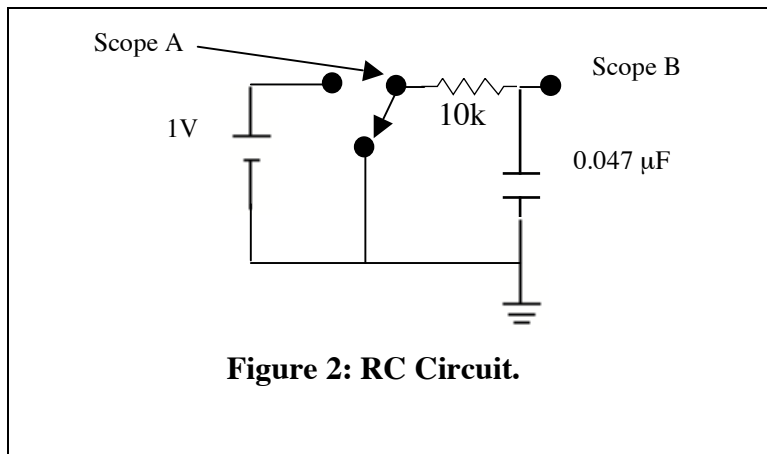 Scope A
Scope B
10k
1V
0.047 μF
Figure 2: RC Circuit.